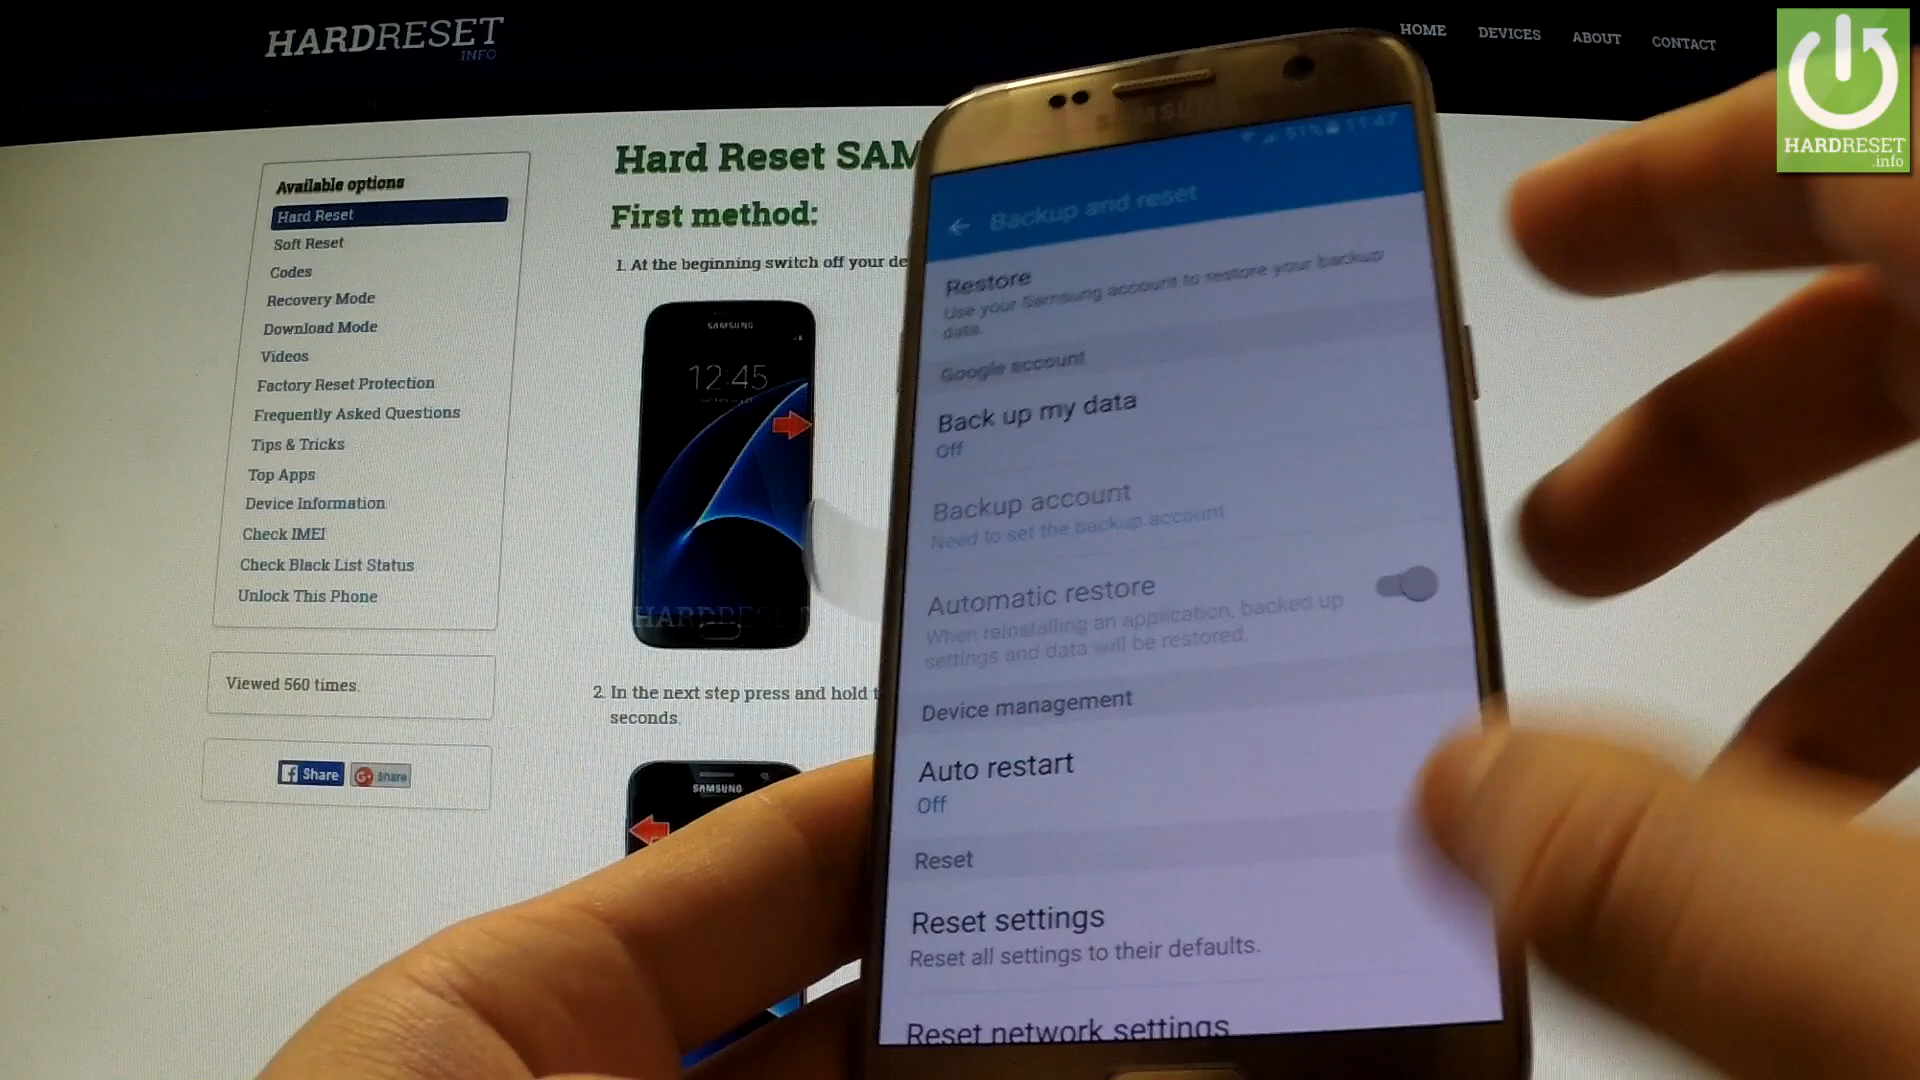 HARDRESET
INFO
HOME DEVICES ABOUT CONTACT
HARDRESET
.info
Available options
Hard Reset
Soft Reset
Codes
Recovery Mode
Download Mode
Videos
Factory Reset Protection
Frequently Asked Questions
Tips & Tricks
Top Apps
Device Information
Check IMEI
Check Black List Status
Unlock This Phone
Viewed 560 times.
Share
Share
Hard Reset SAM
First method:
1. At the beginning switch off your de
SAMSUNG
12:45
HARDRESET
2. In the next step press and hold t
seconds.
SAMSUNG
SAMSUNG
51% 11:47
Backup and reset
Restore
Use your Samsung account to restore your backup
data.
Google account
Back up my data
Off
Backup account
Need to set the backup account
Automatic restore
When reinstalling an application, backed up
settings and data will be restored.
Device management
Auto restart
Off
Reset
Reset settings
Reset all settings to their defaults.
Reset network settings